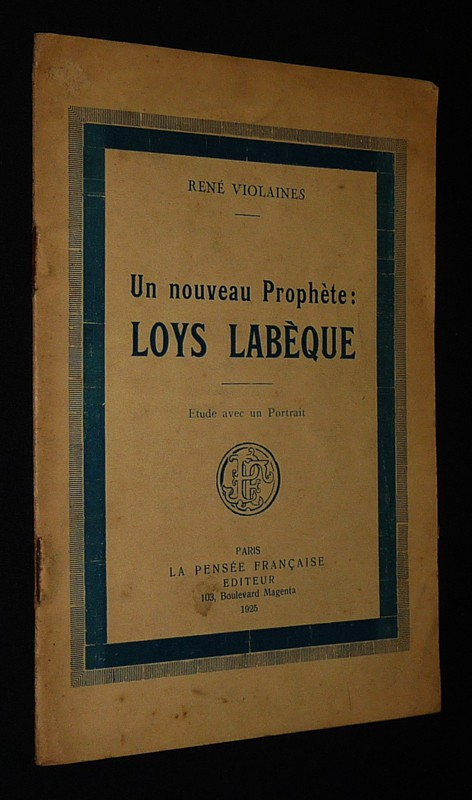 RENÉ VIOLAINES
Un nouveau Prophète:
LOYS LABÈQUE
Etude avec un Portrait
PARIS
LA PENSÉE FRANÇAISE
EDITEUR
103, Boulevard Magenta
1925